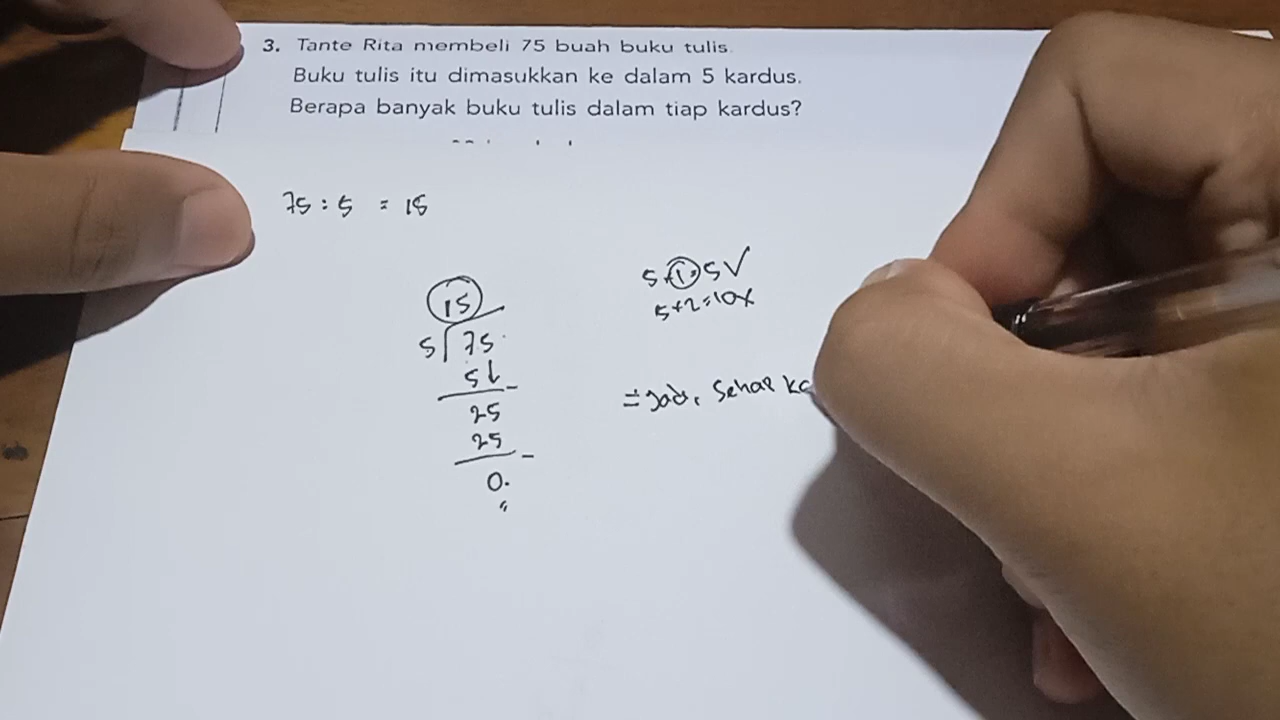 3. Tante Rita membeli 75 buah buku tulis.
Buku tulis itu dimasukkan ke dalam 5 kardus.
Berapa banyak buku tulis dalam tiap kardus?
75 : 5 = 15
15
5 75
5
25
25
0
5 × 1 = 5 ✓
5 + 2 = 10 ×
= Jadi, Setiap ka